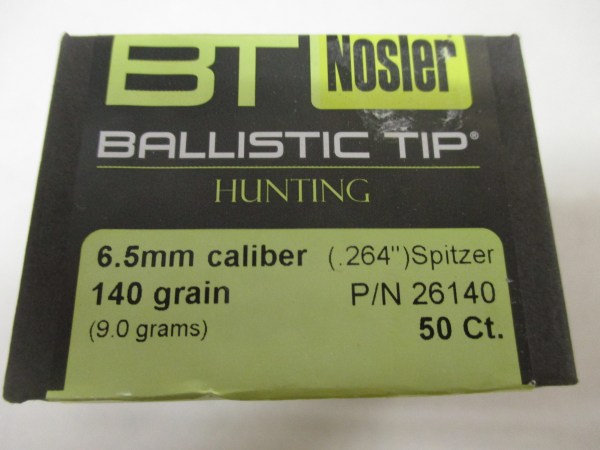 BT Nosler
BALLISTIC TIP®
HUNTING
6.5mm caliber (.264")Spitzer
140 grain P/N 26140
(9.0 grams) 50 Ct.